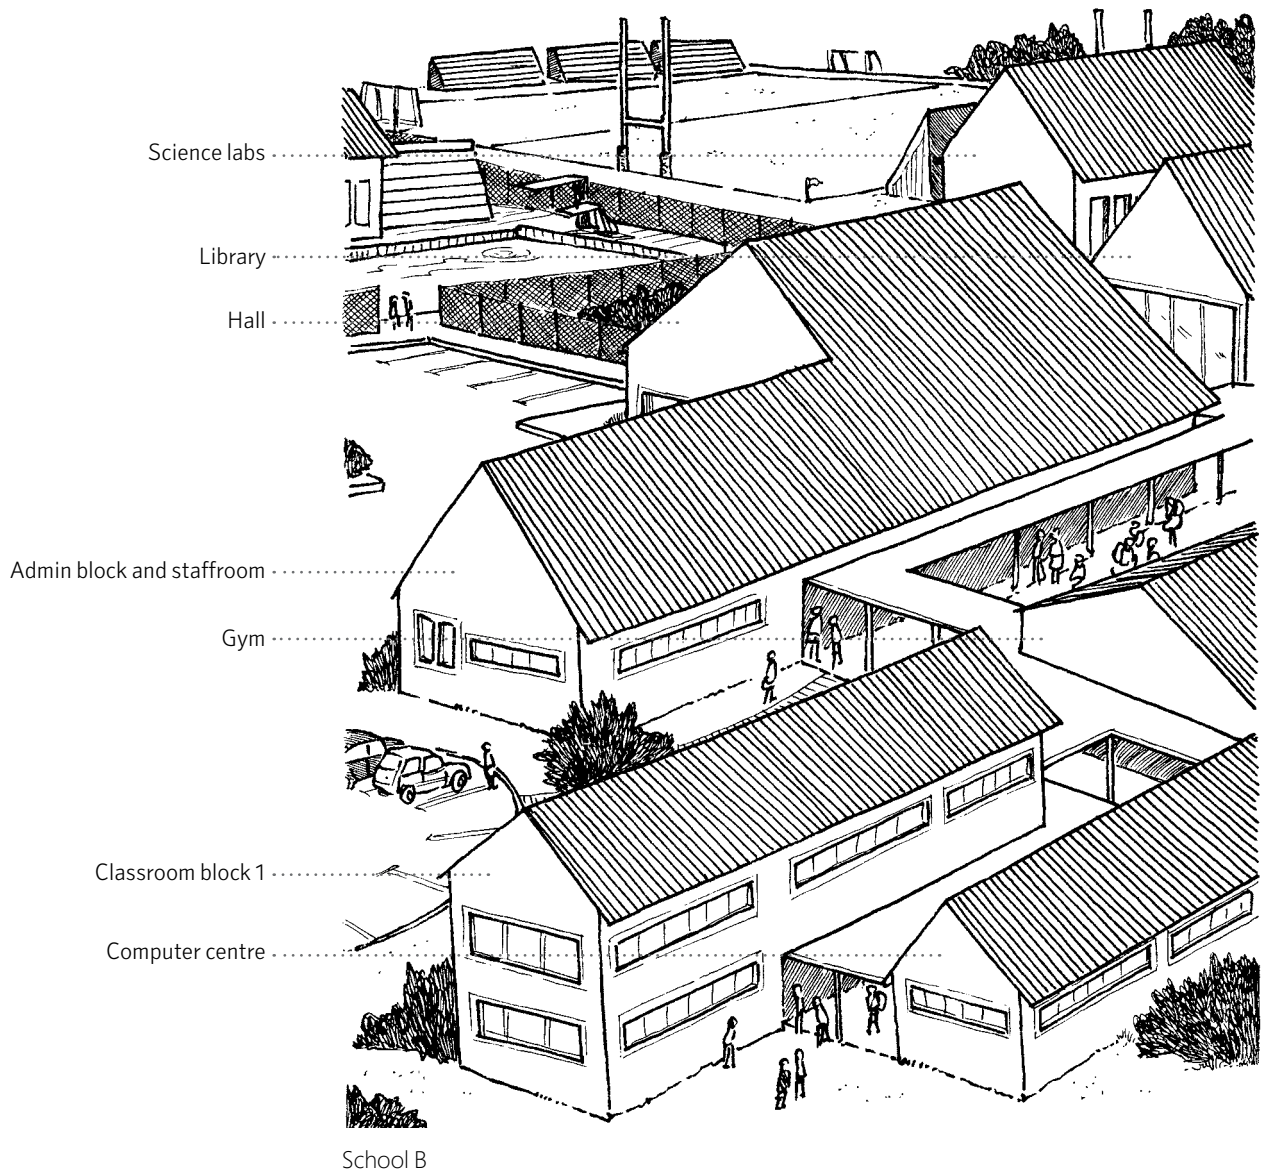 Science labs
Library
Hall
Admin block and staffroom
Gym
Classroom block 1
Computer centre
School B